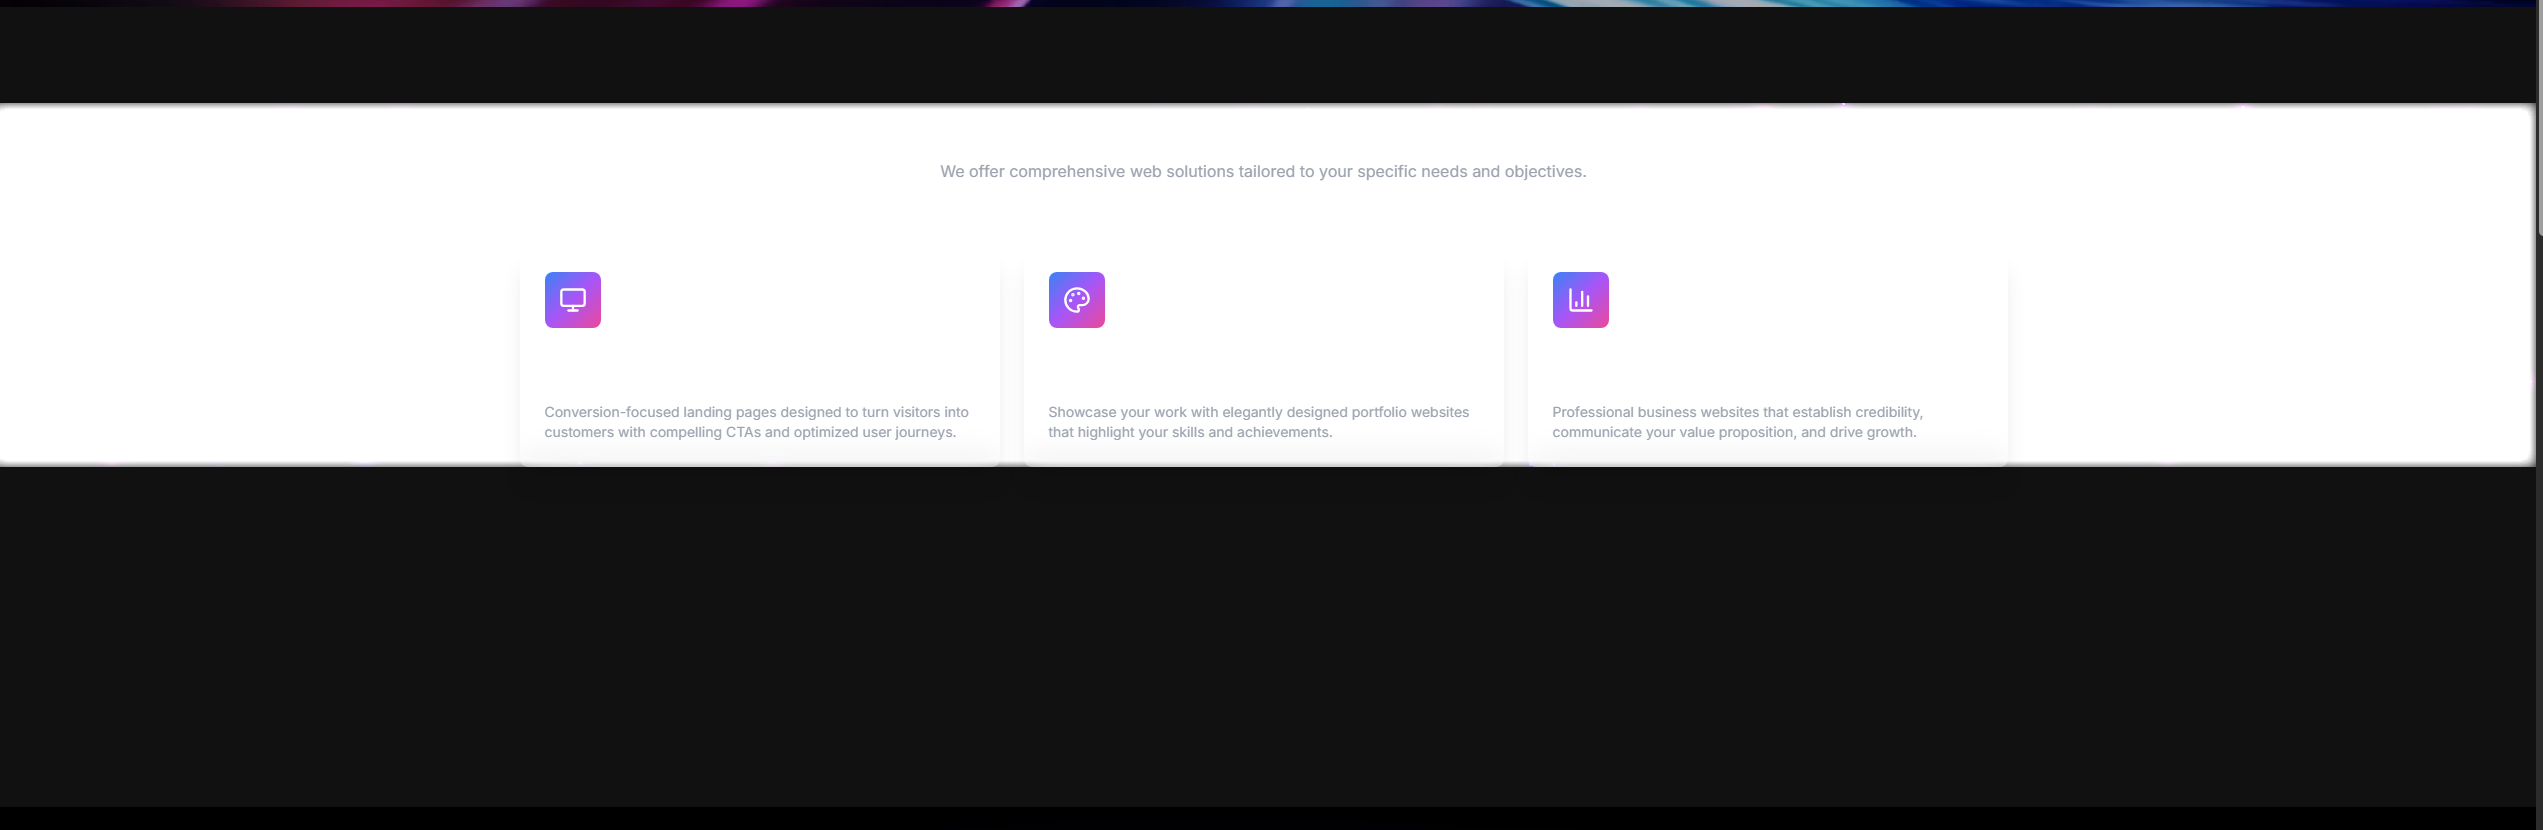 We offer comprehensive web solutions tailored to your specific needs and objectives.
Conversion-focused landing pages designed to turn visitors into
customers with compelling CTAs and optimized user journeys.
Showcase your work with elegantly designed portfolio websites
that highlight your skills and achievements.
Professional business websites that establish credibility,
communicate your value proposition, and drive growth.